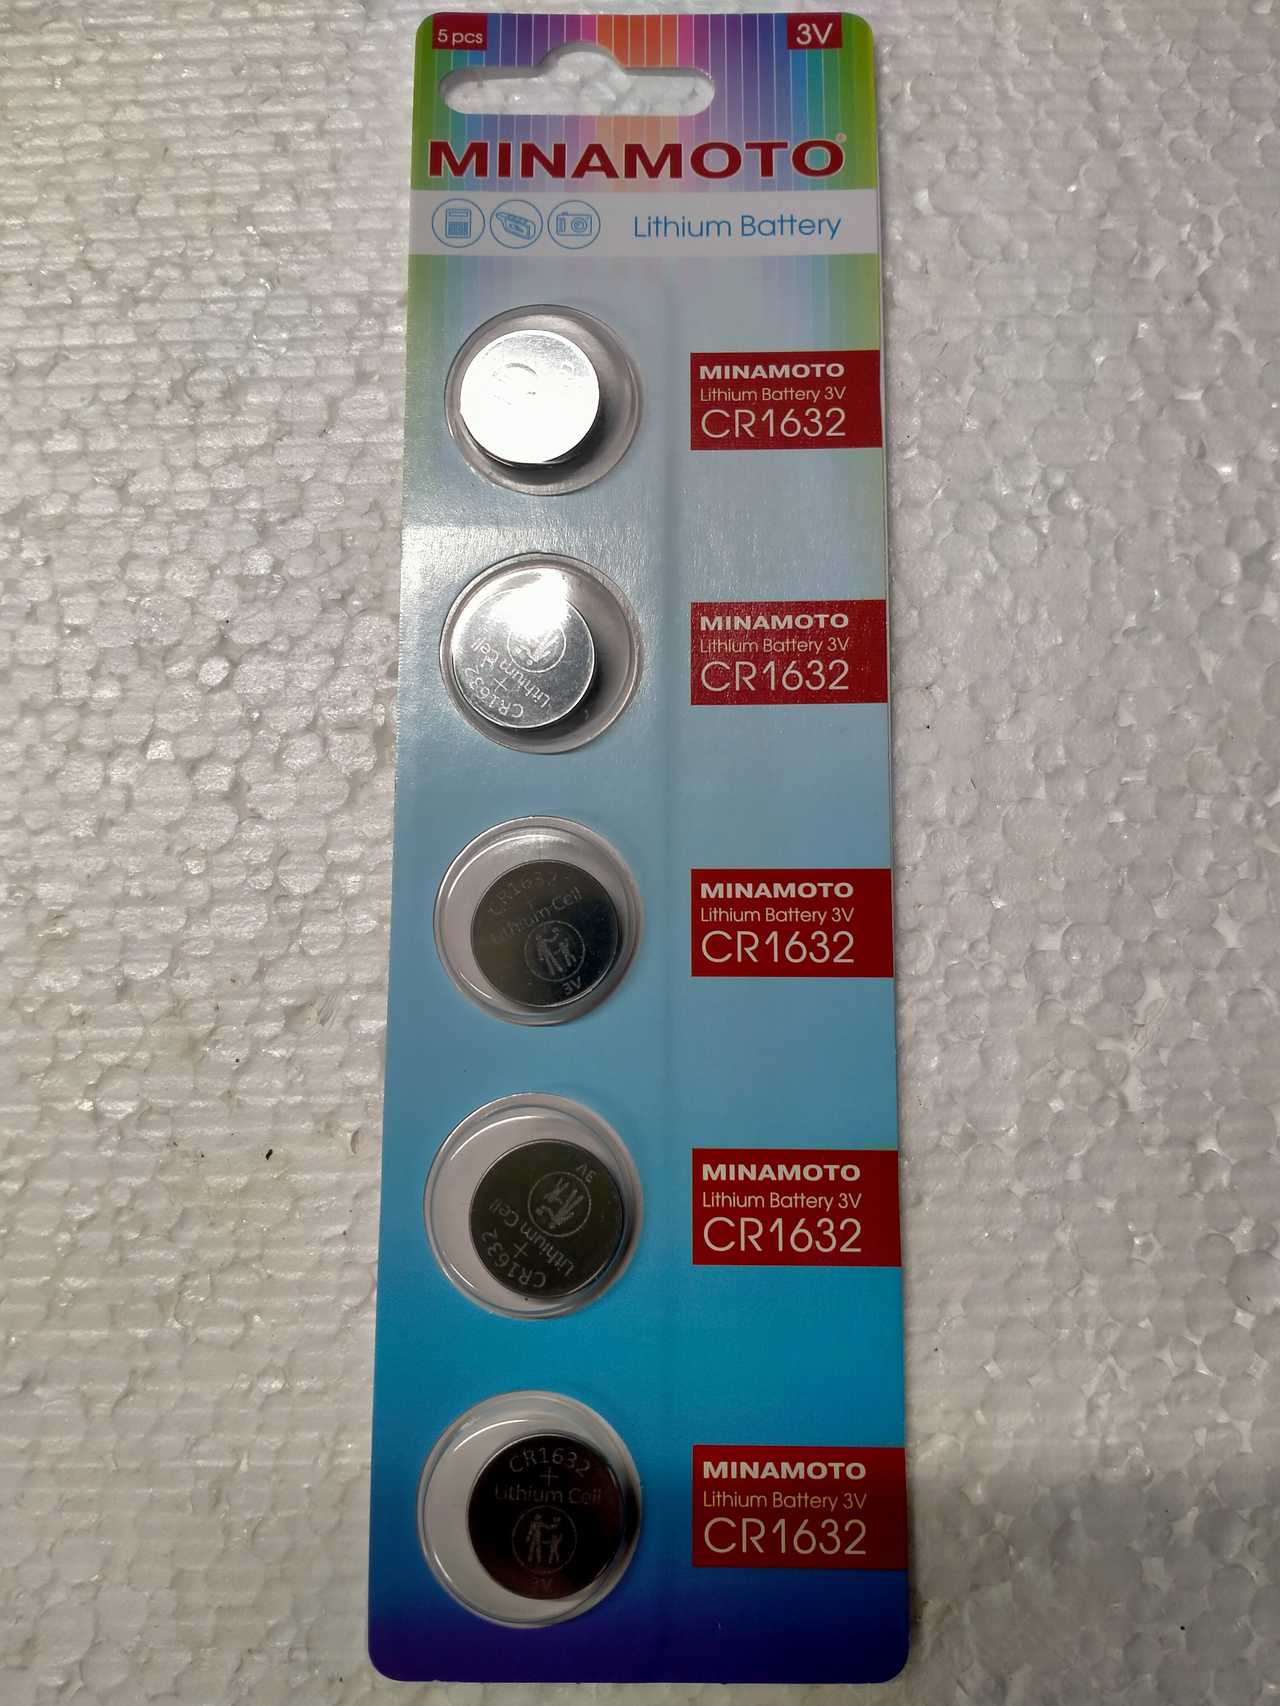 5 pcs
3V
MINAMOTO®
Lithium Battery
MINAMOTO
Lithium Battery 3V
CR1632
CR1632
+
Lithium Cell
MINAMOTO
Lithium Battery 3V
CR1632
CR1632
+
Lithium Cell
3V
MINAMOTO
Lithium Battery 3V
CR1632
CR1632
+
Lithium Cell
3V
MINAMOTO
Lithium Battery 3V
CR1632
CR1632
+
Lithium Cell
3V
MINAMOTO
Lithium Battery 3V
CR1632